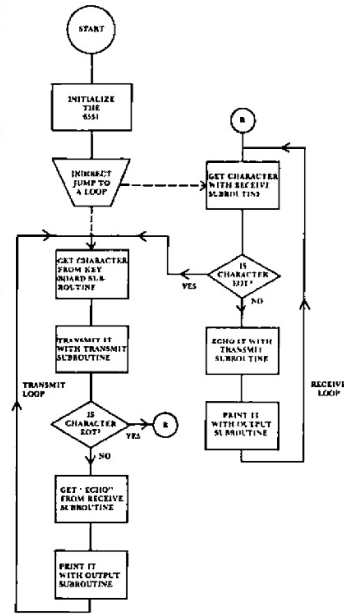 START
INITIALIZE
THE
6551
INDIRECT
JUMP TO
A LOOP
GET CHARACTER
FROM KEY
BOARD SUB-
ROUTINE
TRANSMIT IT
WITH TRANSMIT
SUBROUTINE
TRANSMIT
LOOP
IS
CHARACTER
EOT?
YES
R
NO
GET "ECHO"
FROM RECEIVE
SUBROUTINE
PRINT IT
WITH OUTPUT
SUBROUTINE
R
GET CHARACTER
WITH RECEIVE
SUBROUTINE
IS
CHARACTER
EOT?
YES
NO
ECHO IT WITH
TRANSMIT
SUBROUTINE
RECEIVE
LOOP
PRINT IT
WITH OUTPUT
SUBROUTINE